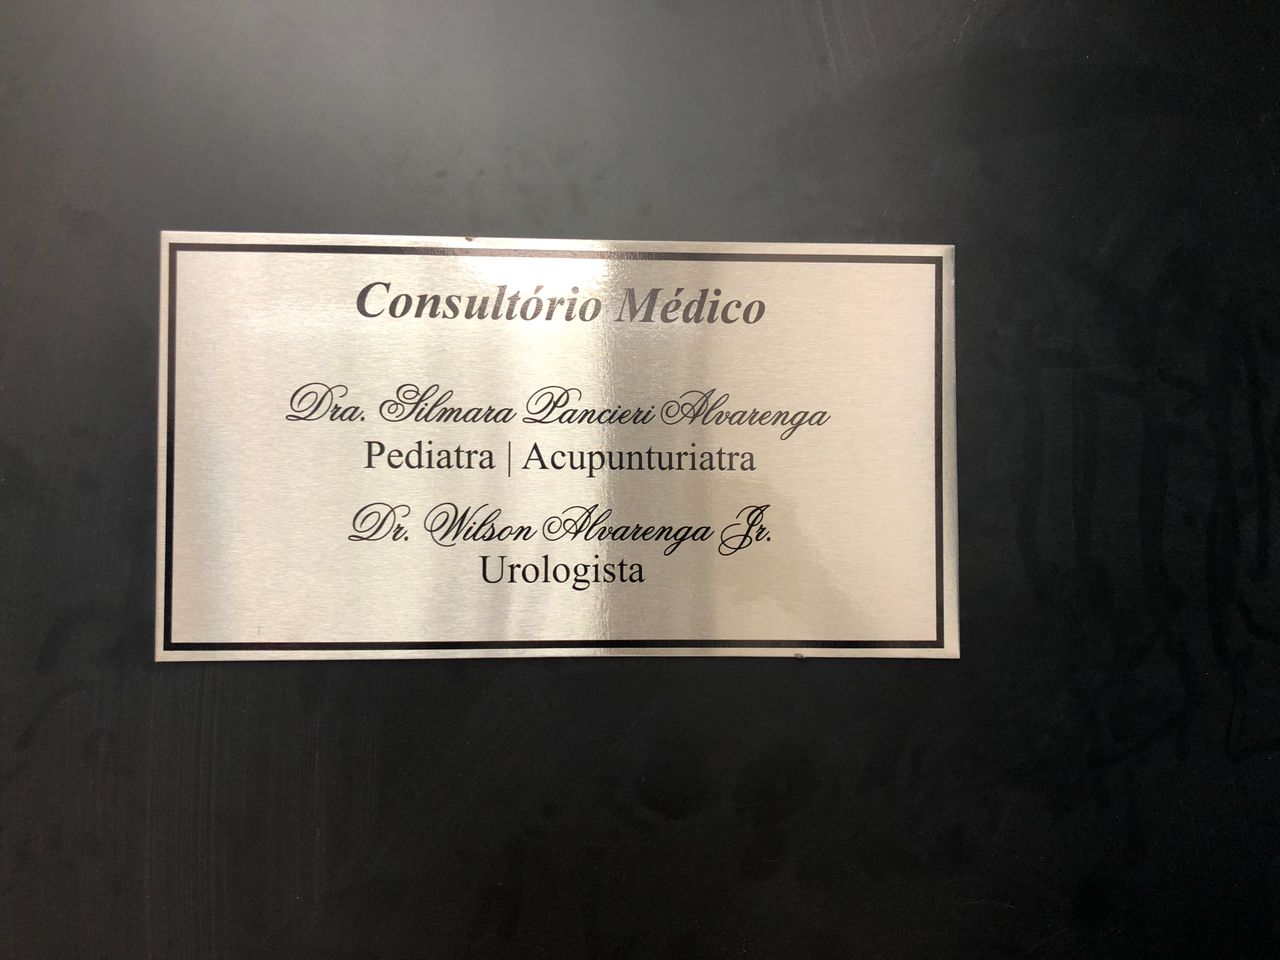 Consultório Médico
Dra. Silmara Pancieri Alvarenga
Pediatra | Acupunturiatra
Dr. Wilson Alvarenga Jr.
Urologista